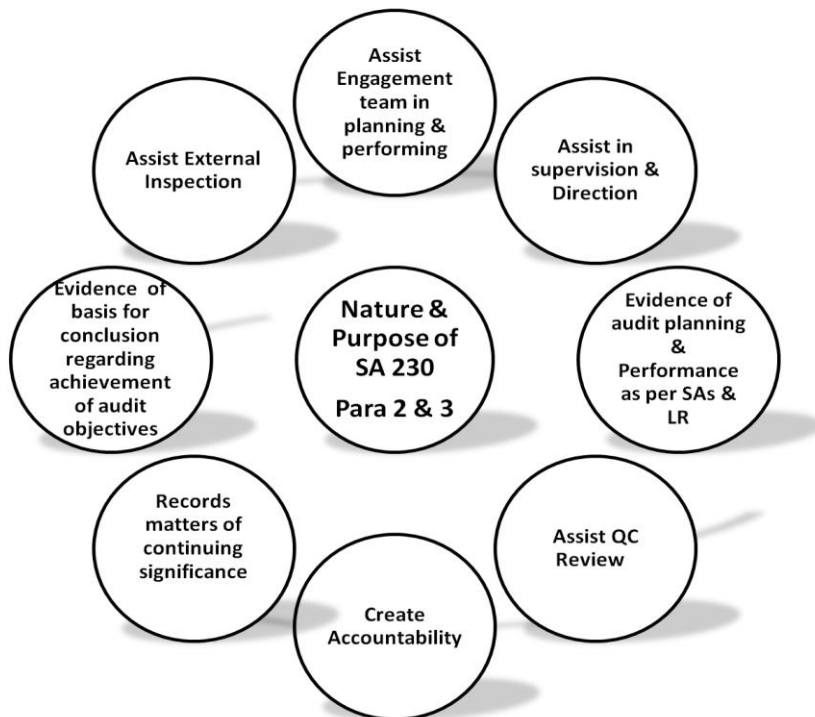 Assist
Engagement
team in
planning &
performing
Assist in
supervision &
Direction
Evidence of
audit planning
&
Performance
as per SAs &
LR
Assist QC
Review
Create
Accountability
Records
matters of
continuing
significance
Evidence of
basis for
conclusion
regarding
achievement
of audit
objectives
Assist External
Inspection
Nature &
Purpose of
SA 230
Para 2 & 3